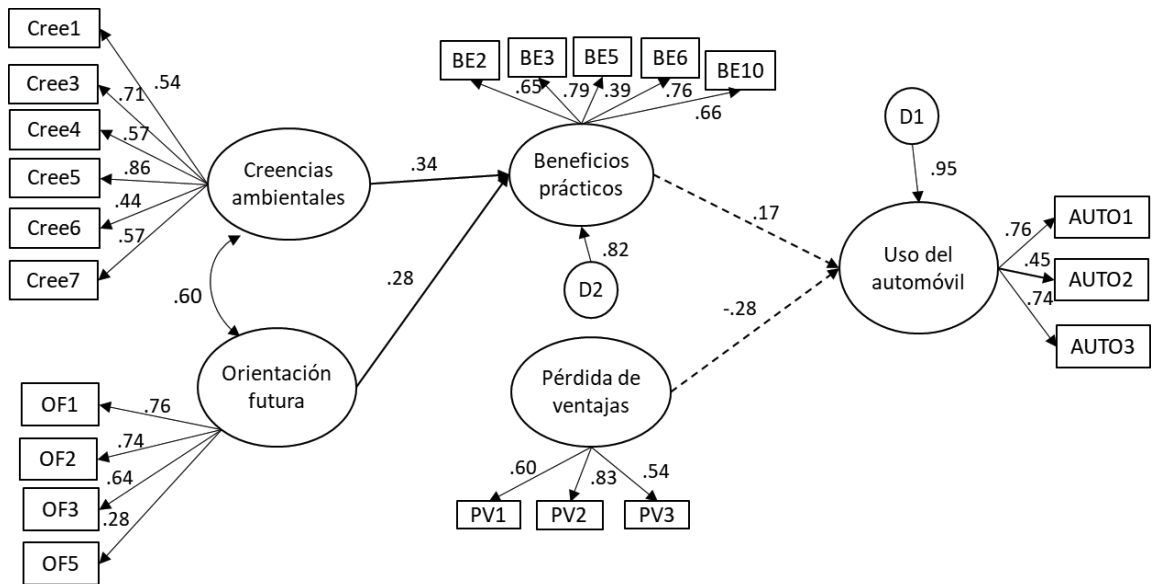 Cree1
Cree3
Cree4
Cree5
Cree6
Cree7
.54
.71
.57
.86
.44
.57
Creencias
ambientales
.60
OF1
OF2
OF3
OF5
.76
.74
.64
.28
Orientación
futura
.34
.28
BE2
BE3
BE5
BE6
BE10
.65
.79
.39
.76
.66
Beneficios
prácticos
.82
D2
Pérdida de
ventajas
.60
.83
.54
PV1
PV2
PV3
.17
-.28
D1
.95
Uso del
automóvil
.76
.45
.74
AUTO1
AUTO2
AUTO3